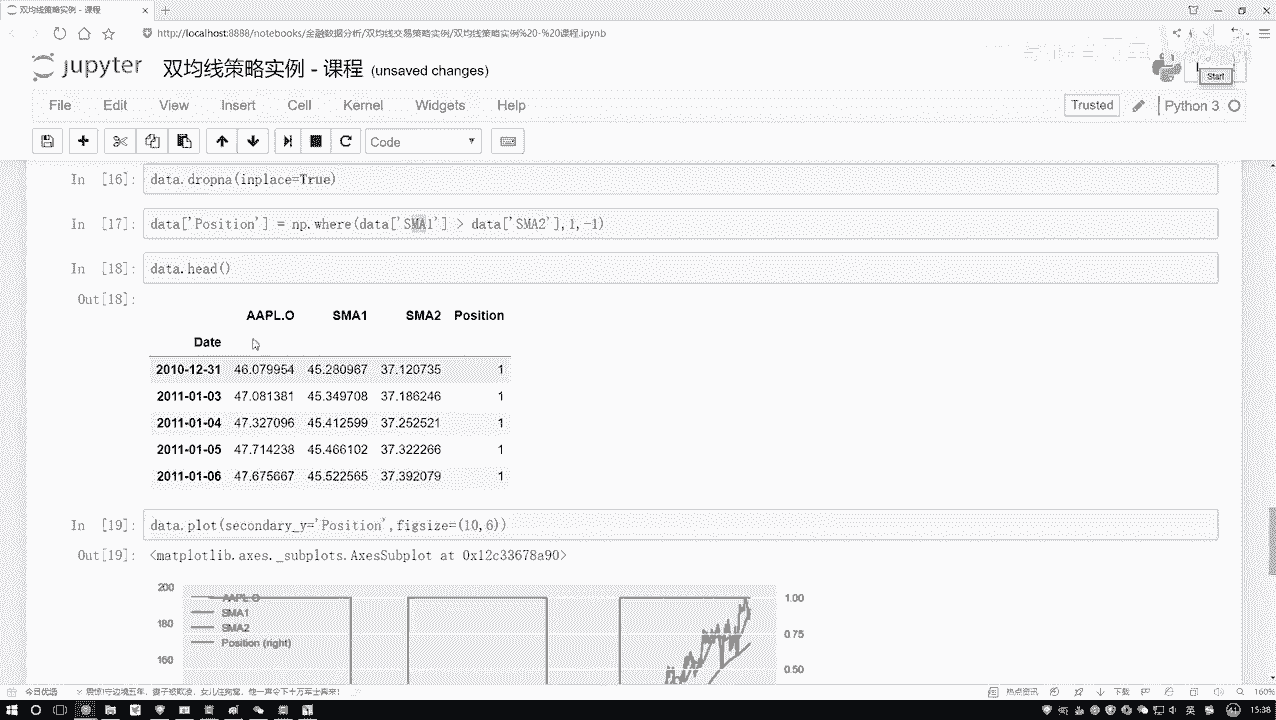 双均线策略实例 - 课程
http://localhost:8888/notebooks/金融数据分析/双均线交易策略实例/双均线策略实例%20-%20课程.ipynb
jupyter 双均线策略实例 - 课程 (unsaved changes)
Start
File Edit View Insert Cell Kernel Widgets Help
Trusted
Python 3
Code
In [16]: data.dropna(inplace=True)
In [17]: data['Position'] = np.where(data['SMA1'] > data['SMA2'],1,-1)
In [18]: data.head()
Out[18]:
AAPL.O SMA1 SMA2 Position
Date
2010-12-31 46.079954 45.280967 37.120735 1
2011-01-03 47.081381 45.349708 37.186246 1
2011-01-04 47.327096 45.412599 37.252521 1
2011-01-05 47.714238 45.466102 37.322266 1
2011-01-06 47.675667 45.522565 37.392079 1
In [19]: data.plot(secondary_y='Position',figsize=(10,6))
Out[19]: <matplotlib.axes._subplots.AxesSubplot at 0x12c33678a90>
200
180
160
AAPL.O
SMA1
SMA2
Position (right)
1.00
0.75
0.50
今日优选
热点资讯
下载
160%
15:38